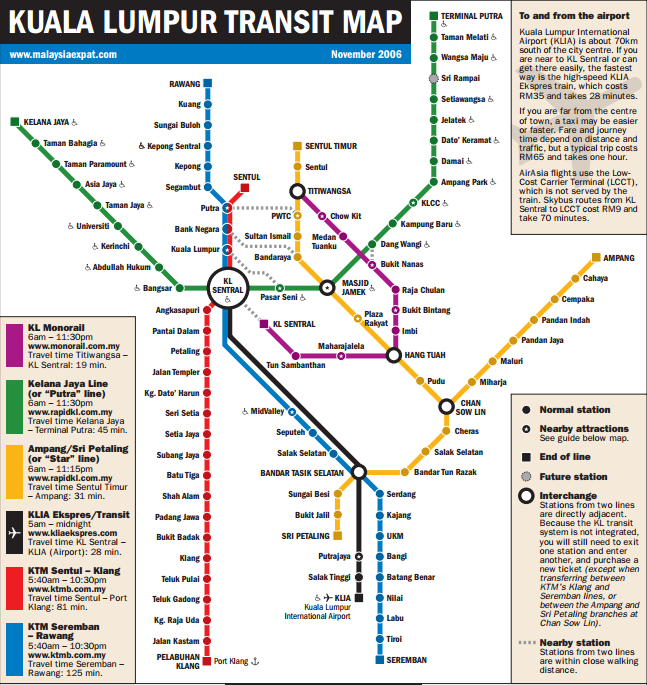 KUALA LUMPUR TRANSIT MAP
www.malaysiaexpat.com
November 2006
To and from the airport
Kuala Lumpur International
Airport (KLIA) is about 70km
south of the city centre. If you
are near to KL Sentral or can
get there easily, the fastest
way is the high-speed KLIA
Ekspres train, which costs
RM35 and takes 28 minutes.
If you are far from the centre
of town, a taxi may be easier
or faster. Fare and journey
time depend on distance and
traffic, but a typical trip costs
RM65 and takes one hour.
AirAsia flights use the Low-
Cost Carrier Terminal (LCCT),
which is not served by the
train. Skybus routes from KL
Sentral to LCCT cost RM9 and
take 70 minutes.
TERMINAL PUTRA
Taman Melati
Wangsa Maju
Sri Rampai
Setiawangsa
Jelatek
Dato' Keramat
Damai
Ampang Park
KLCC
Kampung Baru
Dang Wangi
MASJID
JAMEK
Pasar Seni
KL
SENTRAL
Bangsar
Abdullah Hukum
Kerinchi
Universiti
Taman Jaya
Asia Jaya
Taman Paramount
Taman Bahagia
KELANA JAYA
RAWANG
Kuang
Sungai Buloh
Kepong Sentral
Kepong
Segambut
SENTUL
Putra
Bank Negara
Kuala Lumpur
SENTUL TIMUR
Sentul
TITIWANGSA
PWTC
Sultan Ismail
Bandaraya
Chow Kit
Medan
Tuanku
Bukit Nanas
Raja Chulan
Bukit Bintang
Imbi
HANG TUAH
Maharajalela
Tun Sambanthan
KL SENTRAL
Plaza
Rakyat
Pudu
CHAN
SOW LIN
Miharja
Maluri
Pandan Jaya
Pandan Indah
Cempaka
Cahaya
AMPANG
Cheras
Salak Selatan
Bandar Tun Razak
BANDAR TASIK SELATAN
Sungai Besi
Bukit Jalil
SRI PETALING
Angkasapuri
Pantai Dalam
Petaling
Jalan Templer
Kg. Dato' Harun
Seri Setia
Setia Jaya
Subang Jaya
Batu Tiga
Shah Alam
Padang Jawa
Bukit Badak
Klang
Teluk Pulai
Teluk Gadong
Kg. Raja Uda
Jalan Kastam
PELABUHAN
KLANG
Port Klang
MidValley
Seputeh
Salak Selatan
Serdang
Kajang
UKM
Bangi
Batang Benar
Nilai
Labu
Tiroi
SEREMBAN
Putrajaya
Salak Tinggi
KLIA
Kuala Lumpur
International Airport
KL Monorail
6am – 11:30pm
www.monorail.com.my
Travel time Titiwangsa –
KL Sentral: 19 min.
Kelana Jaya Line
(or "Putra" line)
6am – 11:30pm
www.rapidkl.com.my
Travel time Kelana Jaya
– Terminal Putra: 45 min.
Ampang/Sri Petaling
(or "Star" line)
6am – 11:15pm
www.rapidkl.com.my
Travel time Sentul Timur
– Ampang: 31 min.
KLIA Ekspres/Transit
5am – midnight
www.kliaekspres.com
Travel time KL Sentral –
KLIA (Airport): 28 min.
KTM Sentul – Klang
5:40am – 10:30pm
www.ktmb.com.my
Travel time Sentul – Port
Klang: 81 min.
KTM Seremban
– Rawang
5:40am – 10:30pm
www.ktmb.com.my
Travel time Seremban –
Rawang: 125 min.
Normal station
Nearby attractions
See guide below map.
End of line
Future station
Interchange
Stations from two lines
are directly adjacent.
Because the KL transit
system is not integrated,
you will still need to exit
one station and enter
another, and purchase a
new ticket (except when
transferring between
KTM's Klang and
Seremban lines, or
between the Ampang and
Sri Petaling branches at
Chan Sow Lin).
Nearby station
Stations from two lines
are within close walking
distance.